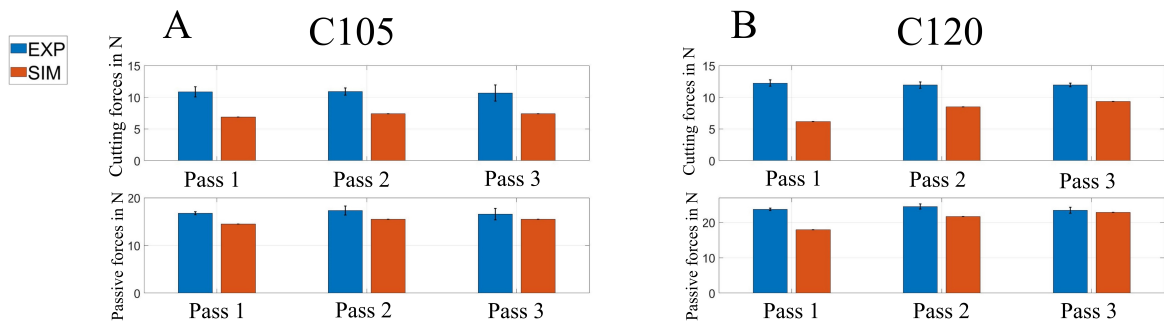 A
C105
B
C120
EXP
SIM
Cutting forces in N
15
10
5
0
Pass 1
Pass 2
Pass 3
Passive forces in N
20
10
0
Pass 1
Pass 2
Pass 3
Cutting forces in N
15
10
5
0
Pass 1
Pass 2
Pass 3
Passive forces in N
20
10
0
Pass 1
Pass 2
Pass 3